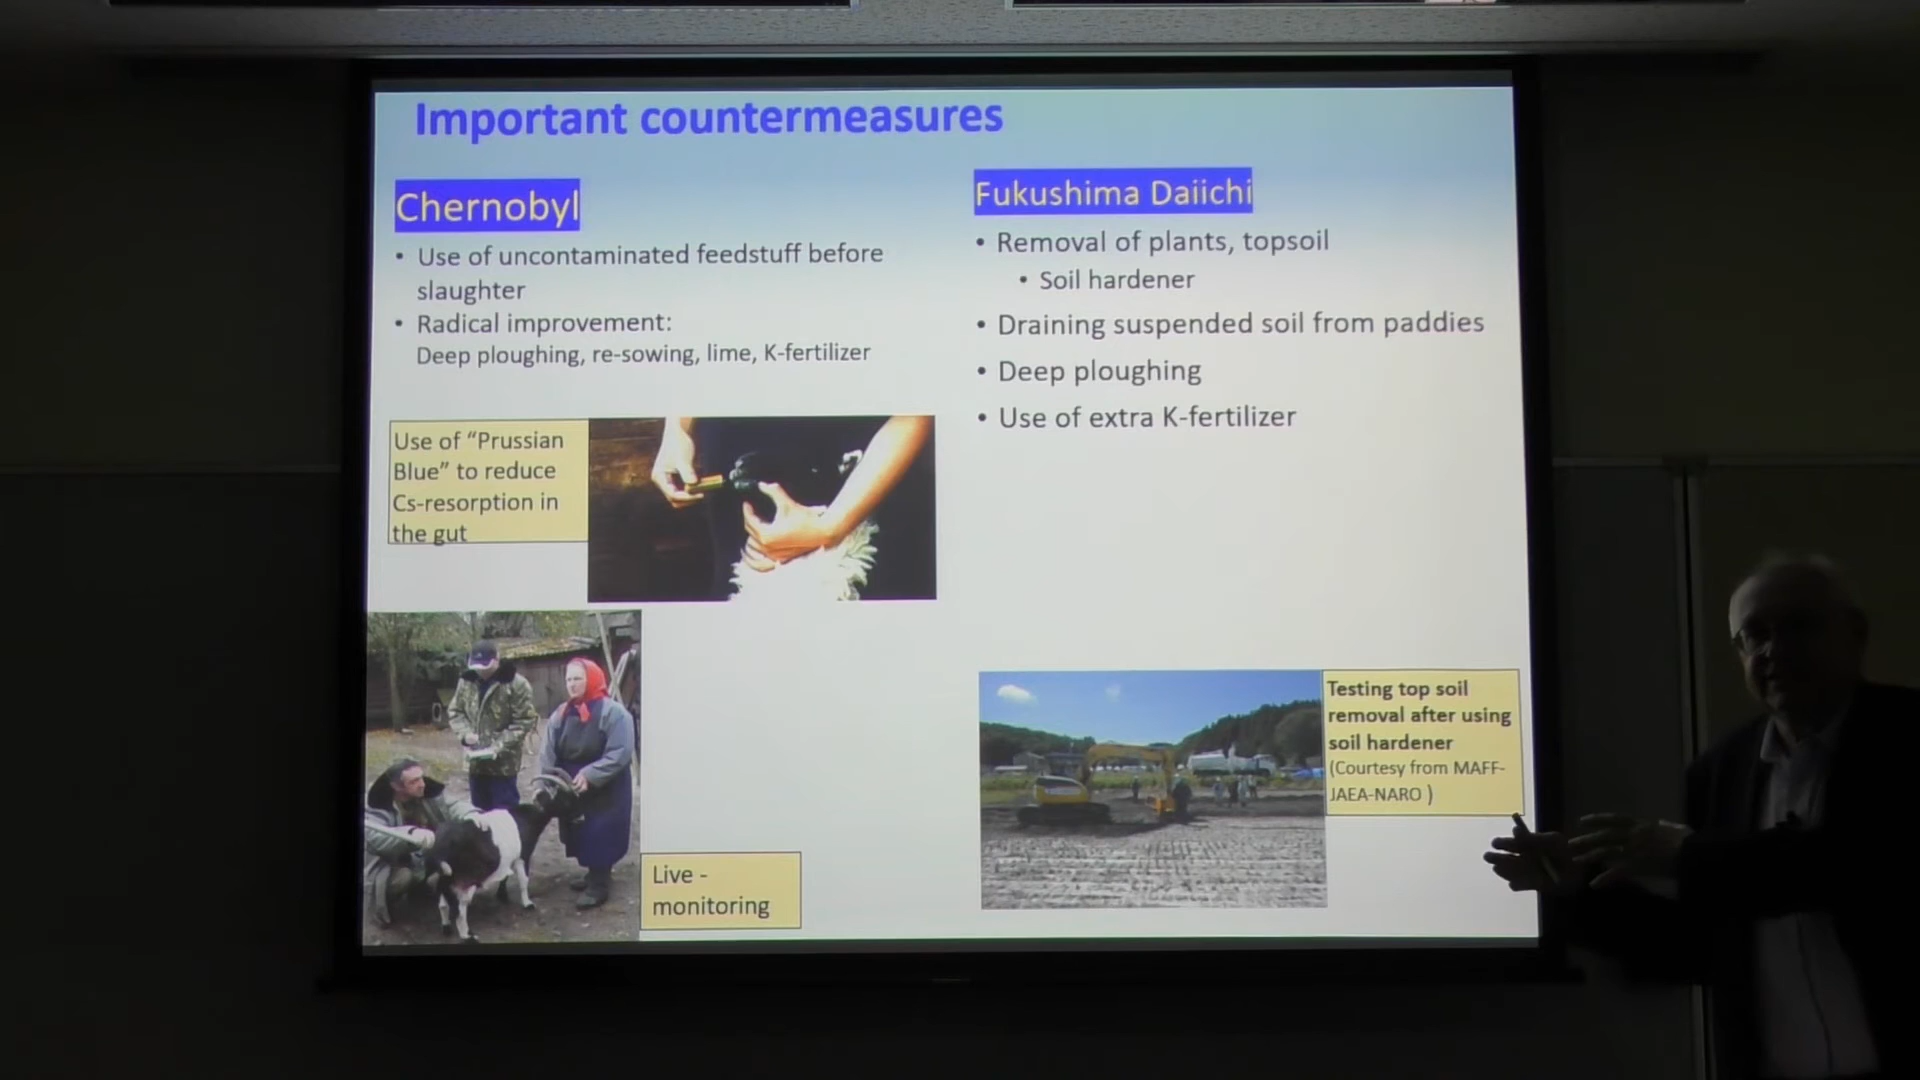 Important countermeasures
Chernobyl
• Use of uncontaminated feedstuff before
slaughter
• Radical improvement:
Deep ploughing, re-sowing, lime, K-fertilizer
Use of “Prussian
Blue” to reduce
Cs-resorption in
the gut
Live -
monitoring
Fukushima Daiichi
• Removal of plants, topsoil
• Soil hardener
• Draining suspended soil from paddies
• Deep ploughing
• Use of extra K-fertilizer
Testing top soil
removal after using
soil hardener
(Courtesy from MAFF-
JAEA-NARO )